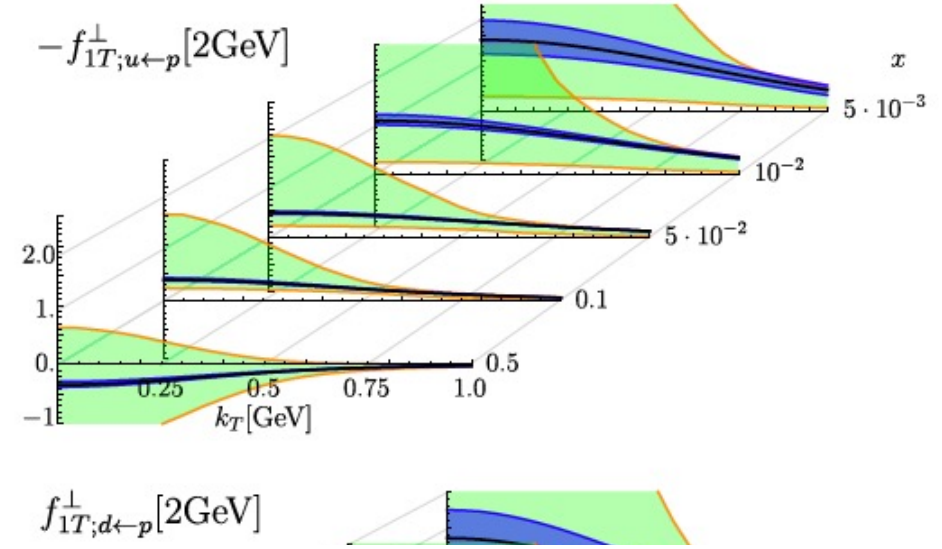 −f⊥1T;u←p[2GeV]
x
5 · 10−3
10−2
5 · 10−2
2.0
0.1
1.
0.
0.5
0.25 0.5 0.75 1.0
−1
kT[GeV]
f⊥1T;d←p[2GeV]